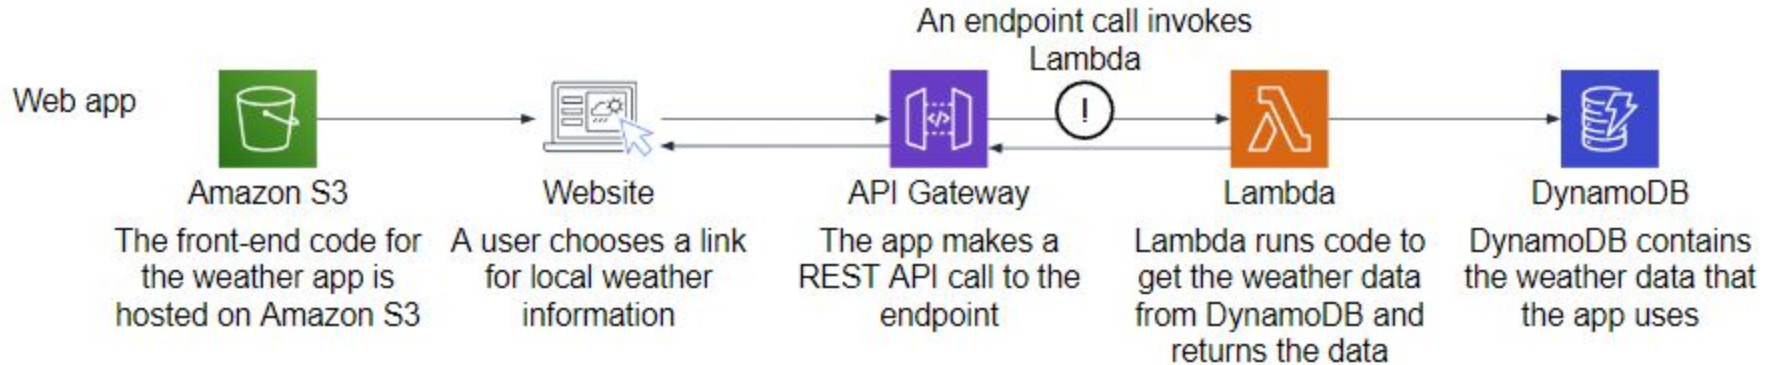 An endpoint call invokes
Lambda
Web app
!
</>
Amazon S3
The front-end code for
the weather app is
hosted on Amazon S3
Website
A user chooses a link
for local weather
information
API Gateway
The app makes a
REST API call to the
endpoint
Lambda
Lambda runs code to
get the weather data
from DynamoDB and
returns the data
DynamoDB
DynamoDB contains
the weather data that
the app uses